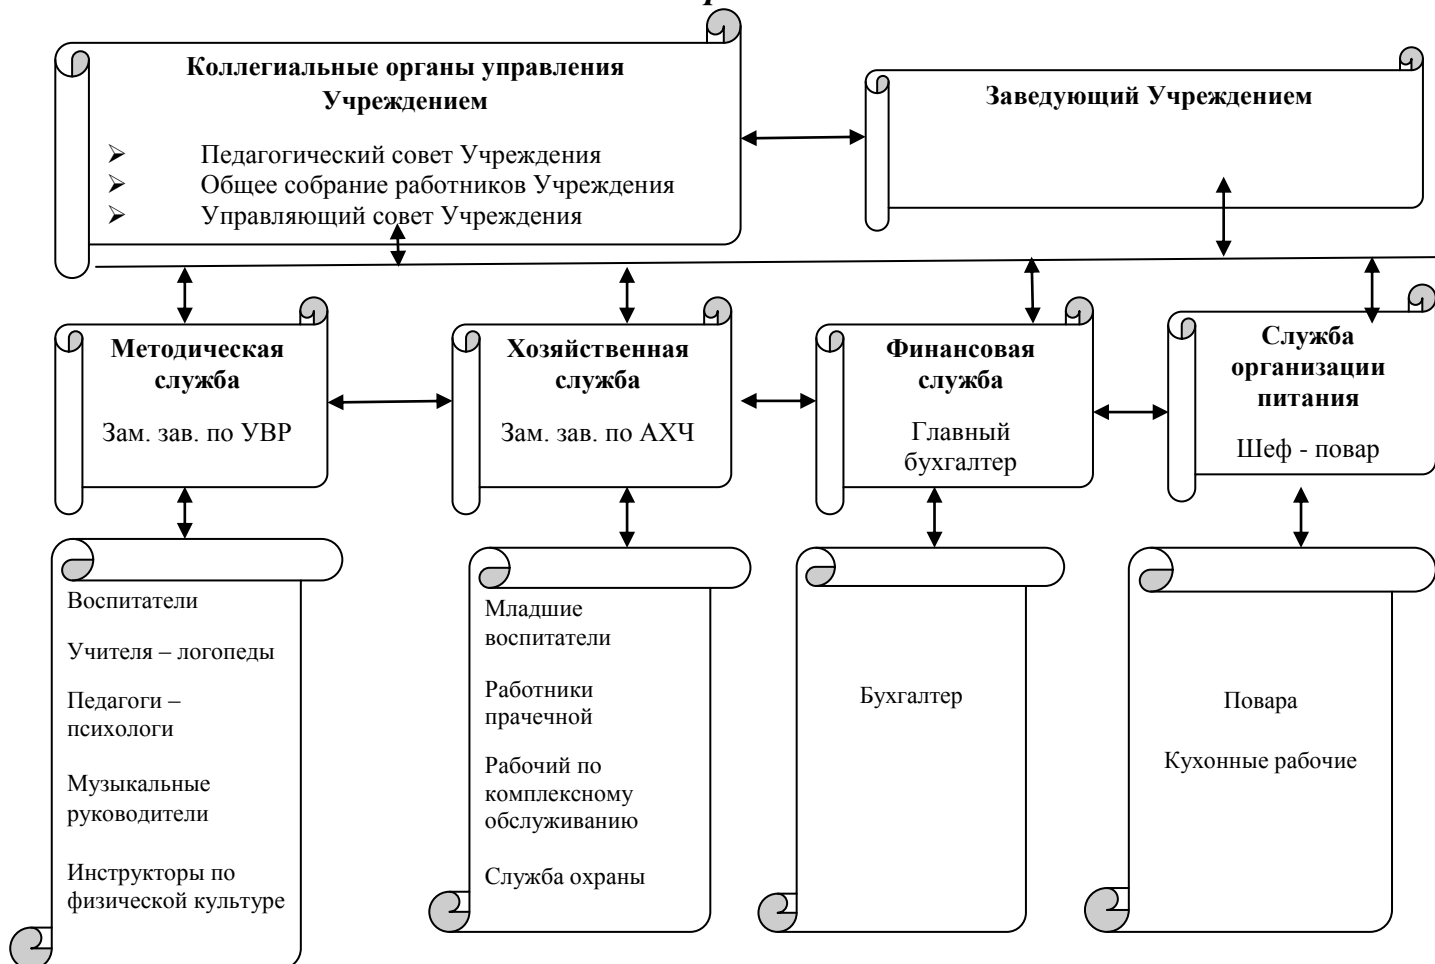 Коллегиальные органы управления
Учреждением
➢ Педагогический совет Учреждения
➢ Общее собрание работников Учреждения
➢ Управляющий совет Учреждения
Заведующий Учреждением
Методическая
служба
Зам. зав. по УВР
Хозяйственная
служба
Зам. зав. по АХЧ
Финансовая
служба
Главный
бухгалтер
Служба
организации
питания
Шеф - повар
Воспитатели
Учителя – логопеды
Педагоги –
психологи
Музыкальные
руководители
Инструкторы по
физической культуре
Младшие
воспитатели
Работники
прачечной
Рабочий по
комплексному
обслуживанию
Служба охраны
Бухгалтер
Повара
Кухонные рабочие